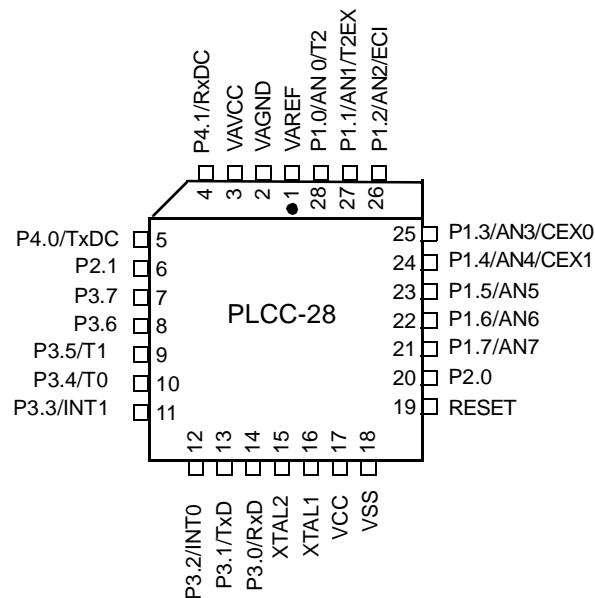 P4.1/RxDC
VAVCC
VAGND
VAREF
P1.0/AN 0/T2
P1.1/AN1/T2EX
P1.2/AN2/ECI
4
3
2
1
28
27
26
P4.0/TxDC
5
P2.1
6
P3.7
7
P3.6
8
P3.5/T1
9
P3.4/T0
10
P3.3/INT1
11
PLCC-28
25
P1.3/AN3/CEX0
24
P1.4/AN4/CEX1
23
P1.5/AN5
22
P1.6/AN6
21
P1.7/AN7
20
P2.0
19
RESET
12
13
14
15
16
17
18
P3.2/INT0
P3.1/TxD
P3.0/RxD
XTAL2
XTAL1
VCC
VSS